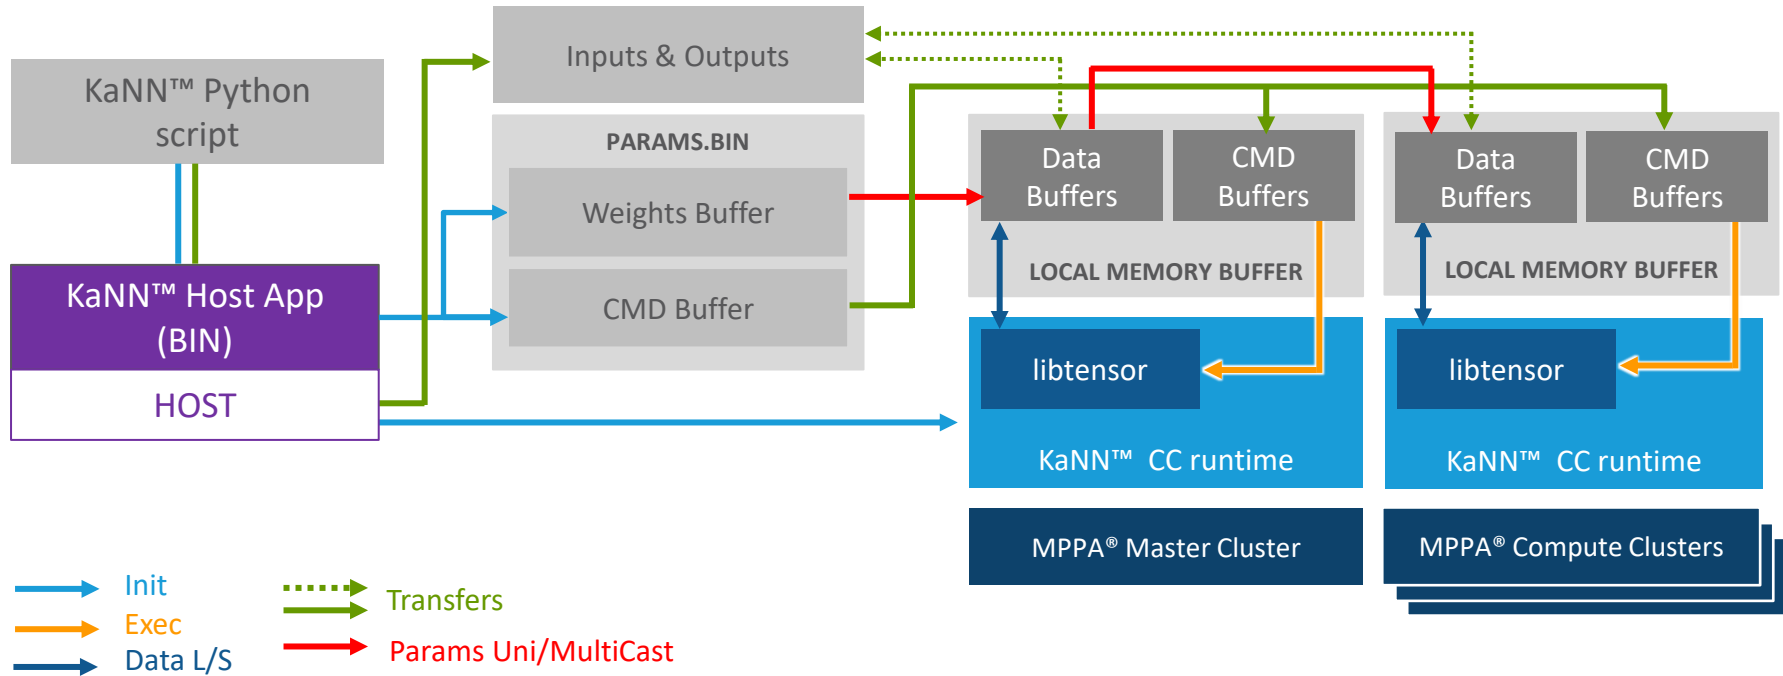 KaNN™ Python
script
KaNN™ Host App
(BIN)
HOST
Inputs & Outputs
PARAMS.BIN
Weights Buffer
CMD Buffer
Data
Buffers
CMD
Buffers
LOCAL MEMORY BUFFER
libtensor
KaNN™ CC runtime
MPPA® Master Cluster
Data
Buffers
CMD
Buffers
LOCAL MEMORY BUFFER
libtensor
KaNN™ CC runtime
MPPA® Compute Clusters
Init
Exec
Data L/S
Transfers
Params Uni/MultiCast